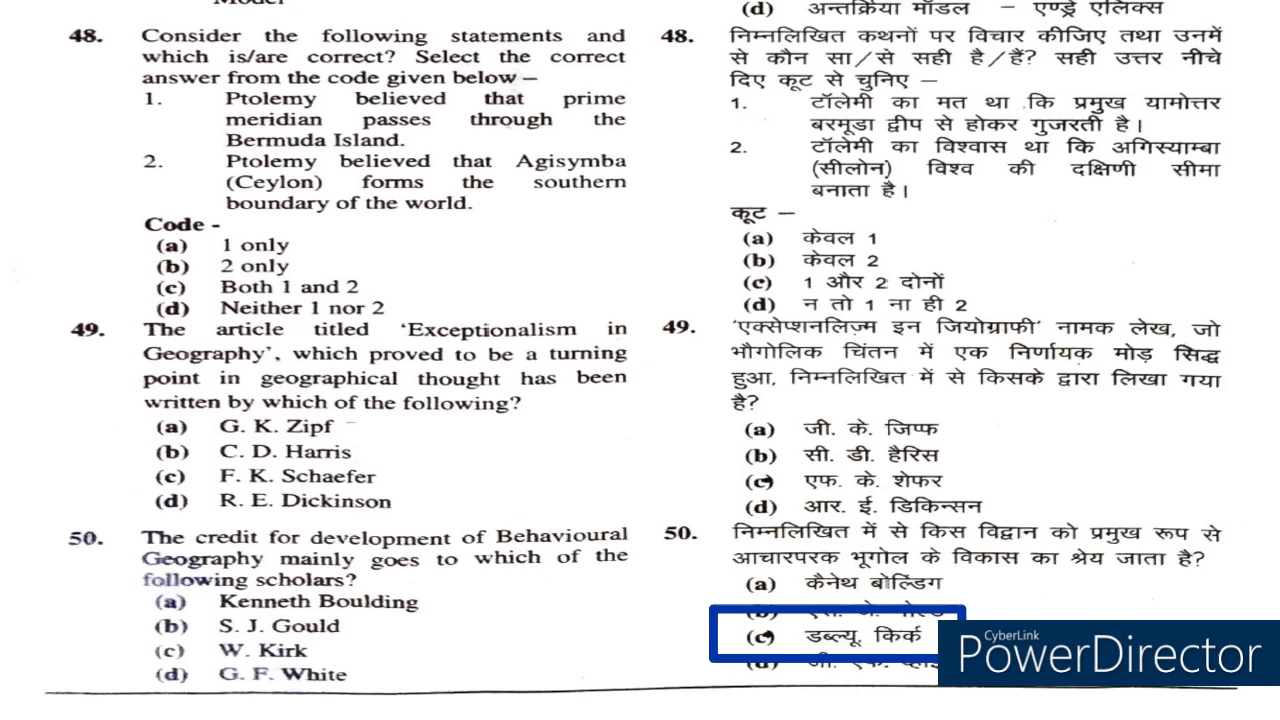 Model
48. Consider the following statements and
which is/are correct? Select the correct
answer from the code given below –
1. Ptolemy believed that prime
meridian passes through the
Bermuda Island.
2. Ptolemy believed that Agisymba
(Ceylon) forms the southern
boundary of the world.
Code -
(a) 1 only
(b) 2 only
(c) Both 1 and 2
(d) Neither 1 nor 2
49. The article titled ‘Exceptionalism in
Geography’, which proved to be a turning
point in geographical thought has been
written by which of the following?
(a) G. K. Zipf
(b) C. D. Harris
(c) F. K. Schaefer
(d) R. E. Dickinson
50. The credit for development of Behavioural
Geography mainly goes to which of the
following scholars?
(a) Kenneth Boulding
(b) S. J. Gould
(c) W. Kirk
(d) G. F. White
(d) अन्तक्रिया मॉडल – एण्ड्रे एलिक्स
48. निम्नलिखित कथनों पर विचार कीजिए तथा उनमें
से कौन सा/से सही है/हैं? सही उत्तर नीचे
दिए कूट से चुनिए –
1. टॉलेमी का मत था कि प्रमुख यामोत्तर
बरमूडा द्वीप से होकर गुजरती है।
2. टॉलेमी का विश्वास था कि अगिस्याम्बा
(सीलोन) विश्व की दक्षिणी सीमा
बनाता है।
कूट –
(a) केवल 1
(b) केवल 2
(c) 1 और 2 दोनों
(d) न तो 1 ना ही 2
49. 'एक्सेप्शनलिज़्म इन जियोग्राफी' नामक लेख, जो
भौगोलिक चिंतन में एक निर्णायक मोड़ सिद्ध
हुआ, निम्नलिखित में से किसके द्वारा लिखा गया
है?
(a) जी. के. जिप्फ
(b) सी. डी. हैरिस
(c) एफ. के. शेफर
(d) आर. ई. डिकिन्सन
50. निम्नलिखित में से किस विद्वान को प्रमुख रूप से
आचारपरक भूगोल के विकास का श्रेय जाता है?
(a) कैनेथ बोल्डिंग
(c) डब्ल्यू. किर्क
CyberLink
PowerDirector